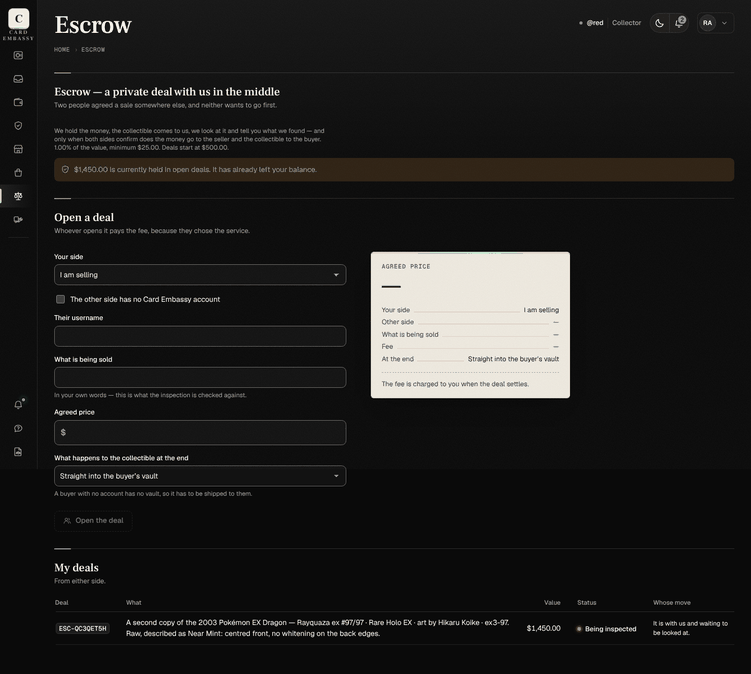 C
CARD
EMBASSY
Escrow
@red
Collector
2
RA
HOME › ESCROW
Escrow — a private deal with us in the middle
Two people agreed a sale somewhere else, and neither wants to go first.
We hold the money, the collectible comes to us, we look at it and tell you what we found — and
only when both sides confirm does the money go to the seller and the collectible to the buyer.
1.00% of the value, minimum $25.00. Deals start at $500.00.
$1,450.00 is currently held in open deals. It has already left your balance.
Open a deal
Whoever opens it pays the fee, because they chose the service.
Your side
I am selling
The other side has no Card Embassy account
Their username
What is being sold
In your own words — this is what the inspection is checked against.
Agreed price
$
What happens to the collectible at the end
Straight into the buyer's vault
A buyer with no account has no vault, so it has to be shipped to them.
Open the deal
AGREED PRICE
—
Your side I am selling
Other side —
What is being sold —
Fee —
At the end Straight into the buyer's vault
The fee is charged to you when the deal settles.
My deals
From either side.
Deal What Value Status Whose move
ESC-QC3QET5H
A second copy of the 2003 Pokémon EX Dragon — Rayquaza ex #97/97 · Rare Holo EX · art by Hikaru Koike · ex3-97.
Raw, described as Near Mint: centred front, no whitening on the back edges.
$1,450.00
Being inspected
It is with us and waiting to
be looked at.